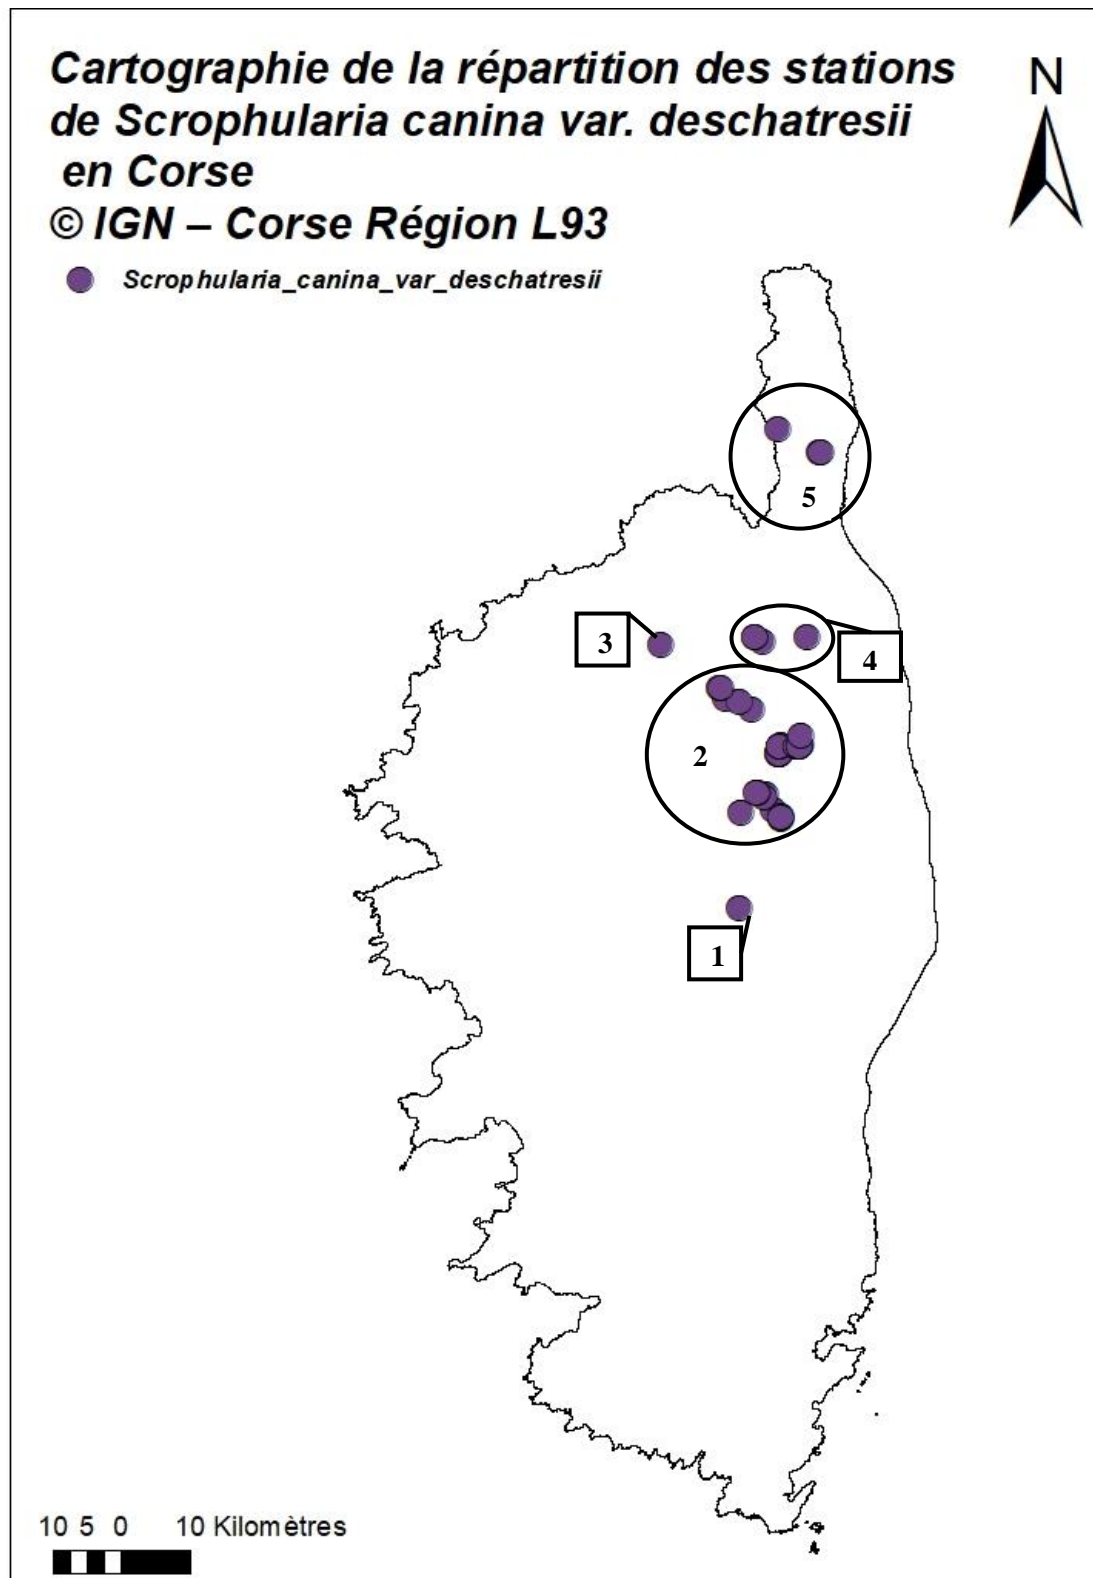 Cartographie de la répartition des stations
de Scrophularia canina var. deschatresii
en Corse
© IGN – Corse Région L93
N
Scrophularia_canina_var_deschatresii
5
3
4
2
1
10 5 0 10 Kilomètres